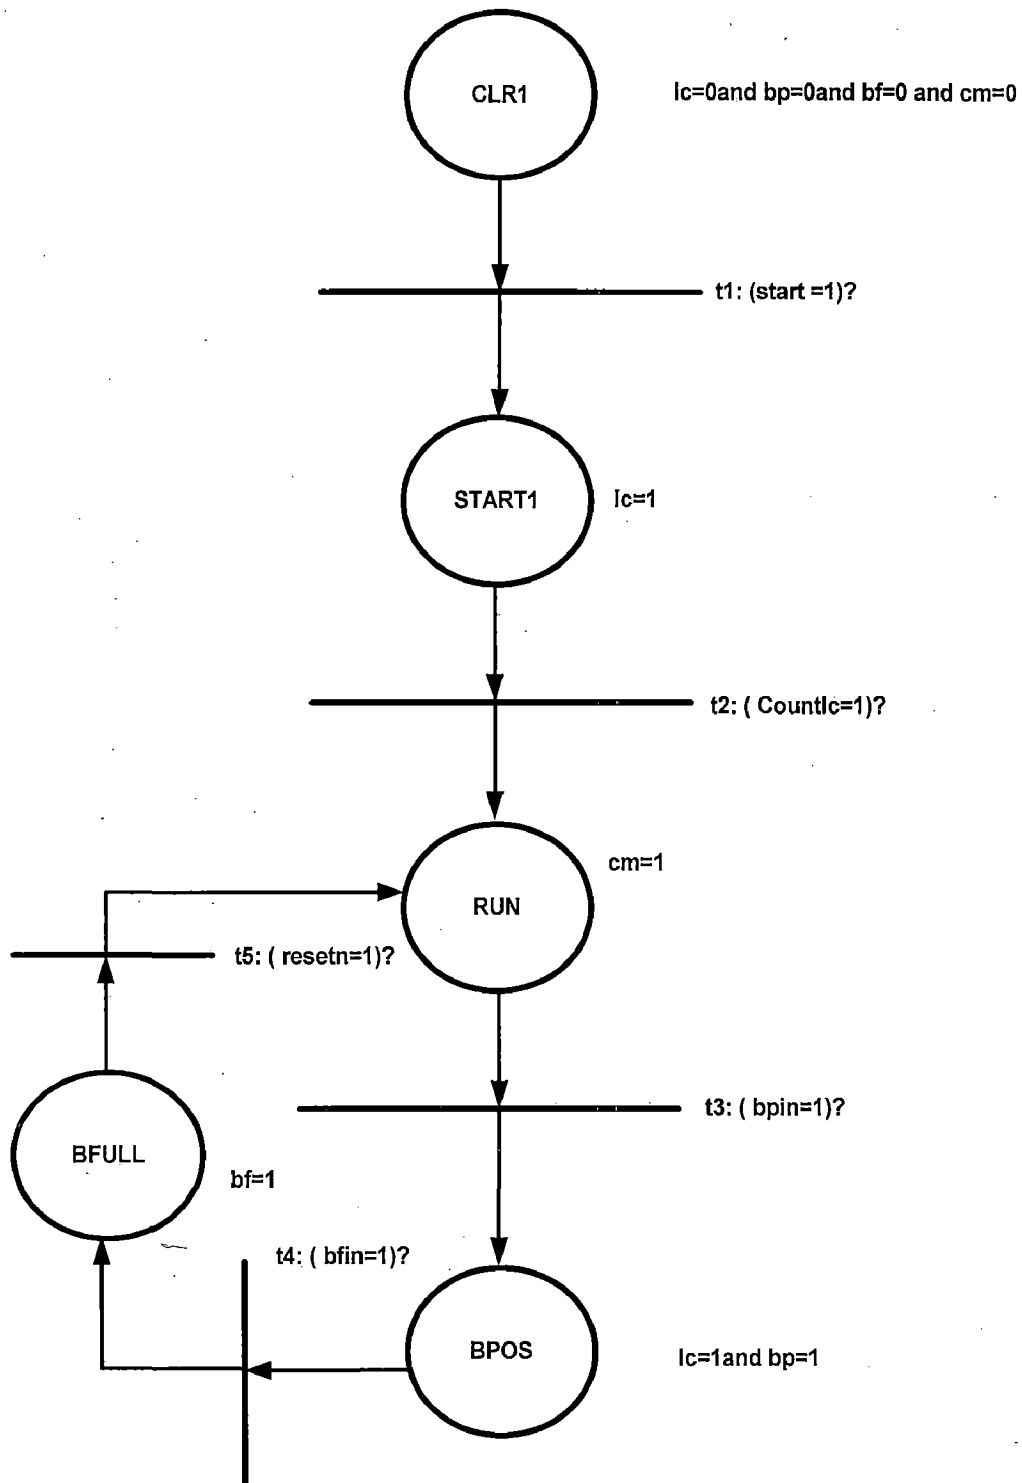 CLR1
lc=0and bp=0and bf=0 and cm=0
t1: (start =1)?
START1
lc=1
t2: ( Countlc=1)?
cm=1
RUN
t5: ( resetn=1)?
t3: ( bpin=1)?
BFULL
bf=1
t4: ( bfin=1)?
BPOS
lc=1and bp=1